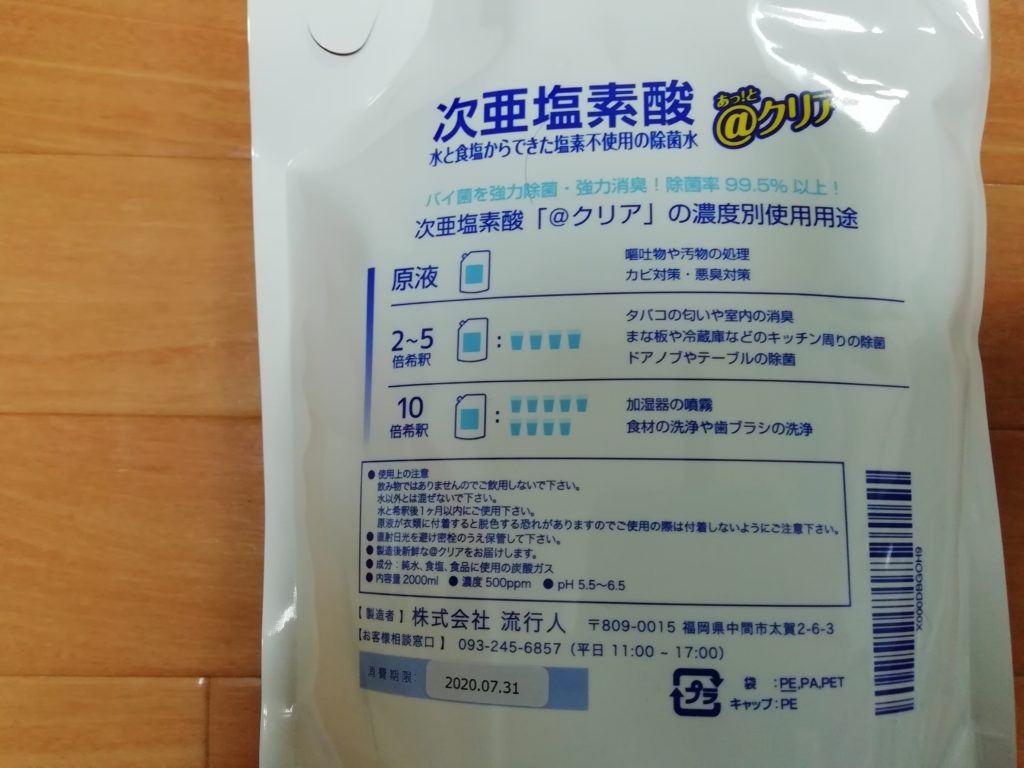 次亜塩素酸
あっ!と
@クリア
水と食塩からできた塩素不使用の除菌水
バイ菌を強力除菌・強力消臭！除菌率 99.5% 以上！
次亜塩素酸「@クリア」の濃度別使用用途
原液
嘔吐物や汚物の処理
カビ対策・悪臭対策
2~5
倍希釈
:
タバコの匂いや室内の消臭
まな板や冷蔵庫などのキッチン周りの除菌
ドアノブやテーブルの除菌
10
倍希釈
:
加湿器の噴霧
食材の洗浄や歯ブラシの洗浄
● 使用上の注意
飲み物ではありませんのでご飲用しないで下さい。
水以外とは混ぜないで下さい。
水と希釈後1ヶ月以内にご使用下さい。
原液が衣類に付着すると脱色する恐れがありますのでご使用の際は付着しないようにご注意下さい。
● 直射日光を避け密栓のうえ保管して下さい。
● 製造後新鮮な@クリアをお届けします。
● 成分：純水、食塩、食品に使用の炭酸ガス
● 内容量 2000ml ● 濃度 500ppm ● pH 5.5~6.5
【 製造者 】 株式会社 流行人 〒809-0015 福岡県中間市太賀2-6-3
【お客様相談窓口 】 093-245-6857（平日 11:00 ~ 17:00）
消費期限:
2020.07.31
プラ
袋 ：PE,PA,PET
キャップ：PE
X000DBGOH9